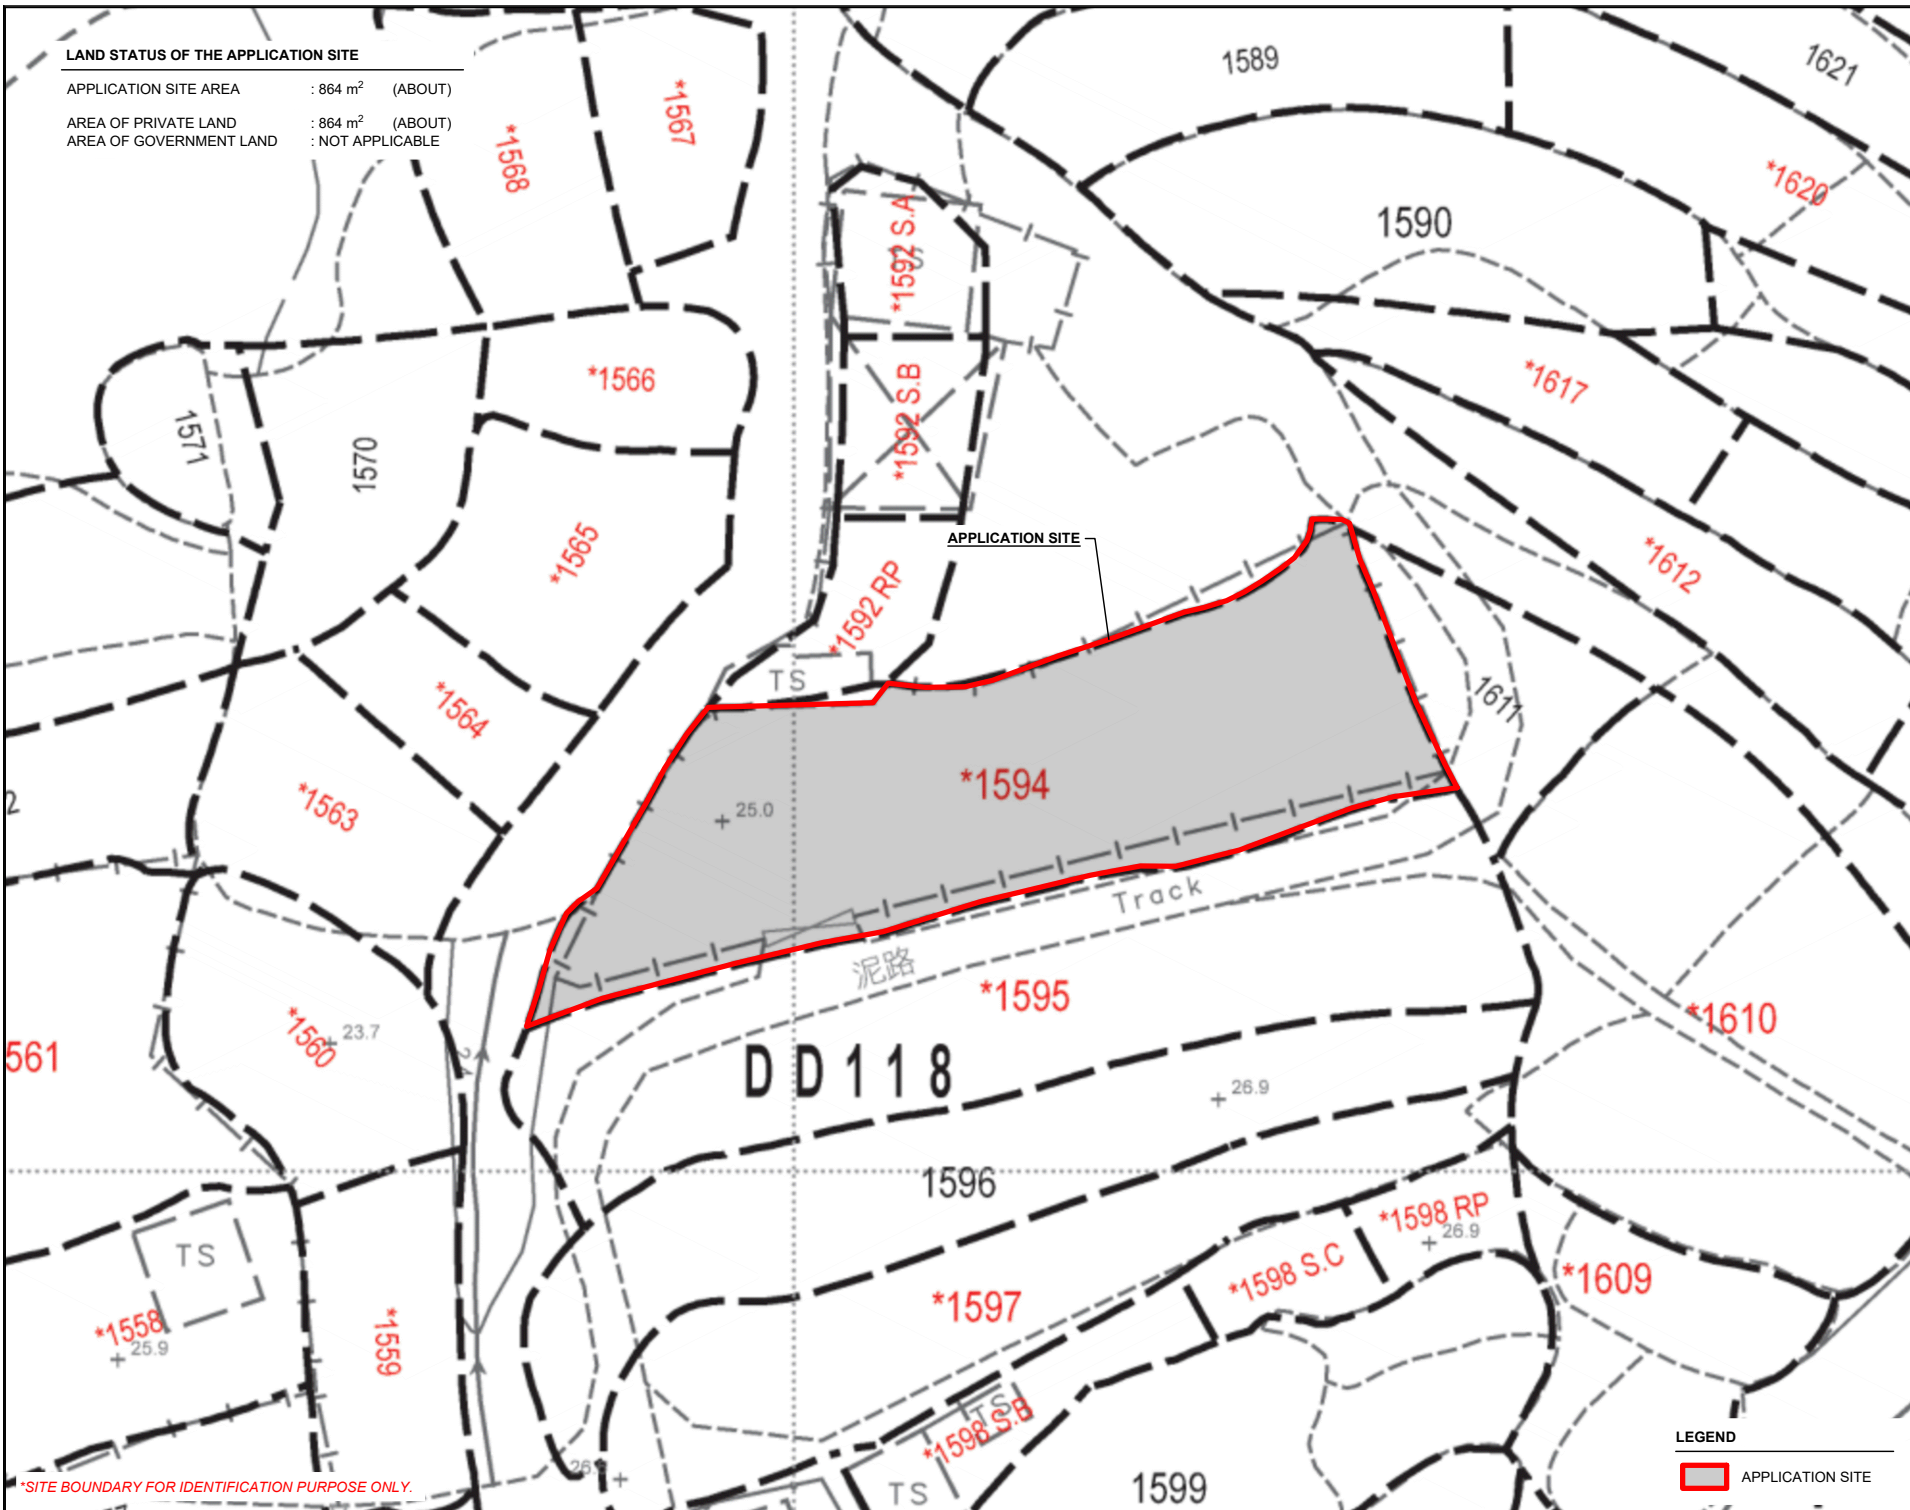 LAND STATUS OF THE APPLICATION SITE
APPLICATION SITE AREA : 864 m² (ABOUT)
AREA OF PRIVATE LAND : 864 m² (ABOUT)
AREA OF GOVERNMENT LAND : NOT APPLICABLE
1589
1621
*1567
*1568
*1620
1590
*1592 S.A
TS
*1566
*1617
1571
1570
*1592 S.B
*1565
APPLICATION SITE
*1612
*1592 RP
TS
*1564
1611
*1594
*1563
2
25.0
Track
泥路
*1595
*1610
*1560
23.7
561
DD118
26.9
1596
*1598 RP
26.9
TS
*1598 S.C
*1609
*1597
*1558
25.9
*1559
TS
*1598 S.B
LEGEND
APPLICATION SITE
TS
1599
*SITE BOUNDARY FOR IDENTIFICATION PURPOSE ONLY.